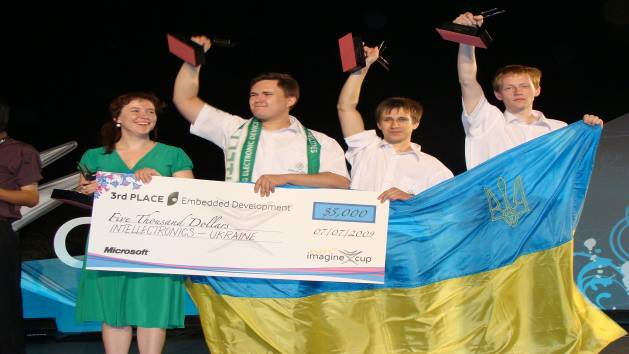 3rd PLACE Embedded Development
$5,000
Five Thousand Dollars
07/07/2009
INTELLECTRONICS - UKRAINE
Microsoft
imagine cup